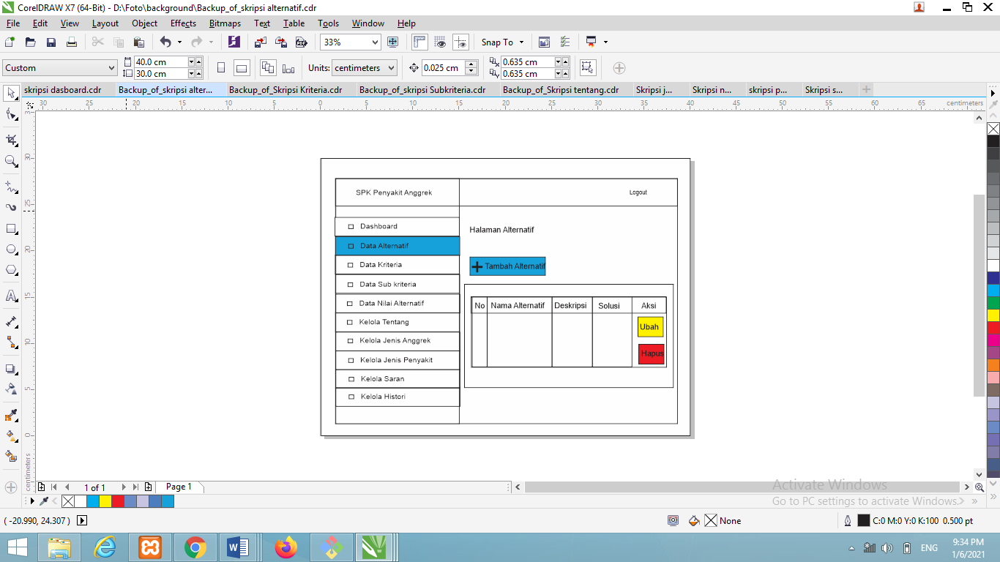 CorelDRAW X7 (64-Bit) - D:\Foto\background\Backup_of_skripsi alternatif.cdr
File Edit View Layout Object Effects Bitmaps Text Table Tools Window Help
33% Snap To
Custom 40.0 cm 30.0 cm Units: centimeters 0.025 cm 0.635 cm 0.635 cm
skripsi dasboard.cdr Backup_of_skripsi alter... Backup_of_Skripsi Kriteria.cdr Backup_of_skripsi Subkriteria.cdr Backup_of_Skripsi tentang.cdr Skripsi j... Skripsi n... skripsi p... Skripsi s...
30 25 20 15 10 5 0 5 10 15 20 25 30 35 40 45 50 55 60 65 centimeters
30
25
20
15
10
5
0
centimeters
SPK Penyakit Anggrek
Logout
Dashboard
Data Alternatif
Data Kriteria
Data Sub kriteria
Data Nilai Alternatif
Kelola Tentang
Kelola Jenis Anggrek
Kelola Jenis Penyakit
Kelola Saran
Kelola Histori
Halaman Alternatif
Tambah Alternatif
No Nama Alternatif Deskripsi Solusi Aksi
Ubah
Hapus
1 of 1 Page 1
Activate Windows
Go to PC settings to activate Windows.
( -20.990, 24.307 ) None C:0 M:0 Y:0 K:100 0.500 pt
ENG 9:34 PM
1/6/2021